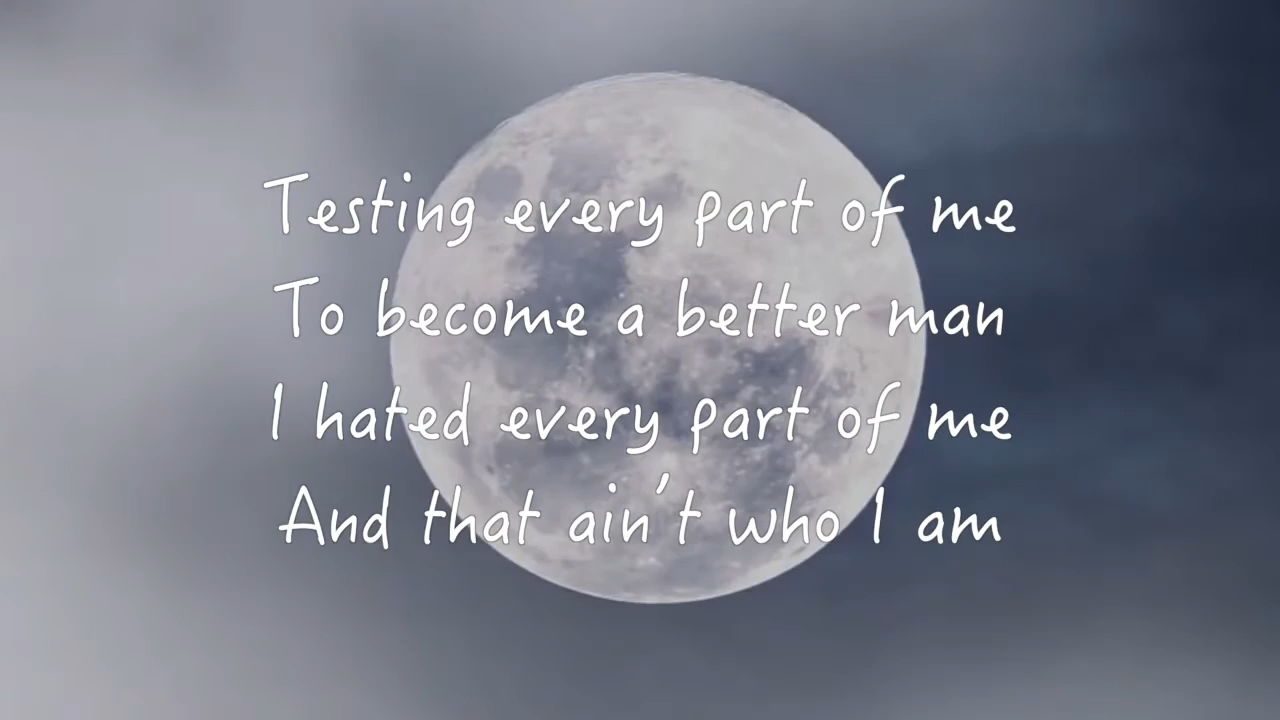 Testing every part of me
To become a better man
I hated every part of me
And that ain't who I am